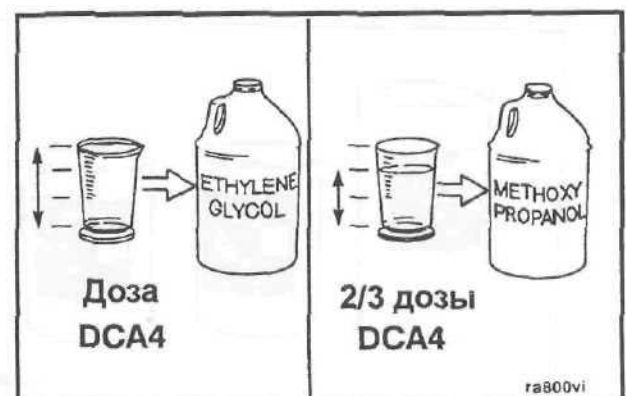 ETHYLENE
GLYCOL
Доза
DCA4
METHOXY
PROPANOL
2/3 дозы
DCA4
ra800vi